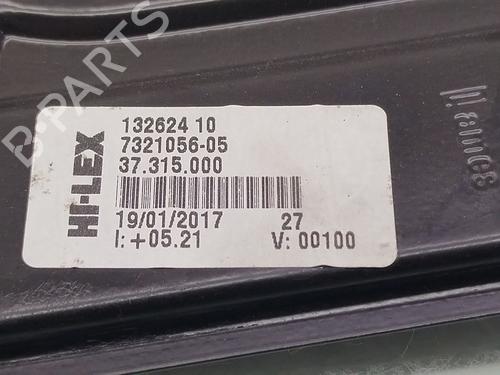 HI-LEX
132624 10
7321056-05
37.315.000
19/01/2017 27
I: +05.21 V: 00100
B-PARTS